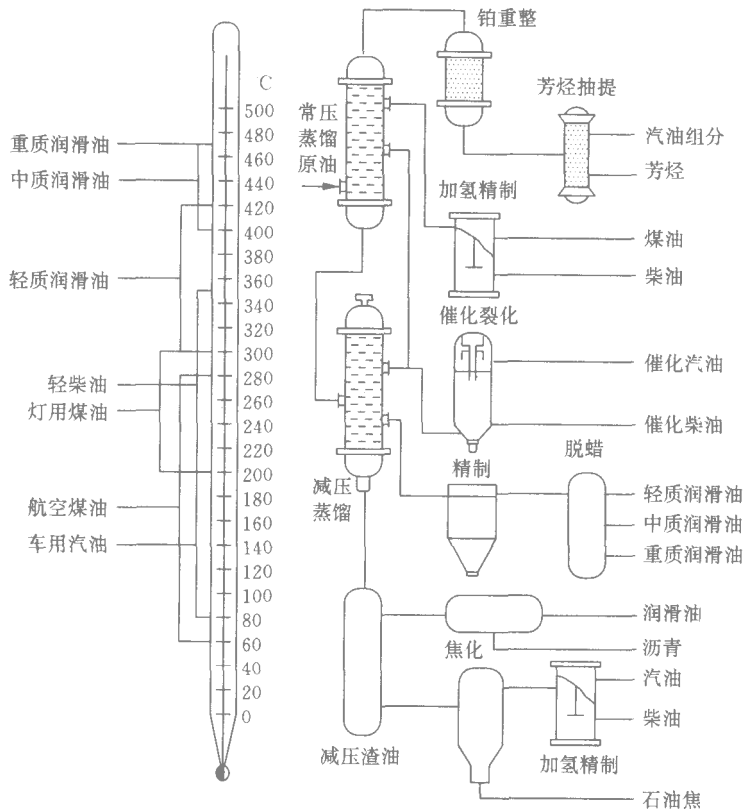 铂重整
C
500
480
460
440
420
400
380
360
340
320
300
280
260
240
220
200
180
160
140
120
100
80
60
40
20
0
重质润滑油
中质润滑油
轻质润滑油
轻柴油
灯用煤油
航空煤油
车用汽油
常压
蒸馏
原油
芳烃抽提
汽油组分
芳烃
加氢精制
煤油
柴油
催化裂化
催化汽油
催化柴油
减压
蒸馏
精制
脱蜡
轻质润滑油
中质润滑油
重质润滑油
润滑油
焦化
沥青
减压渣油
汽油
柴油
加氢精制
石油焦